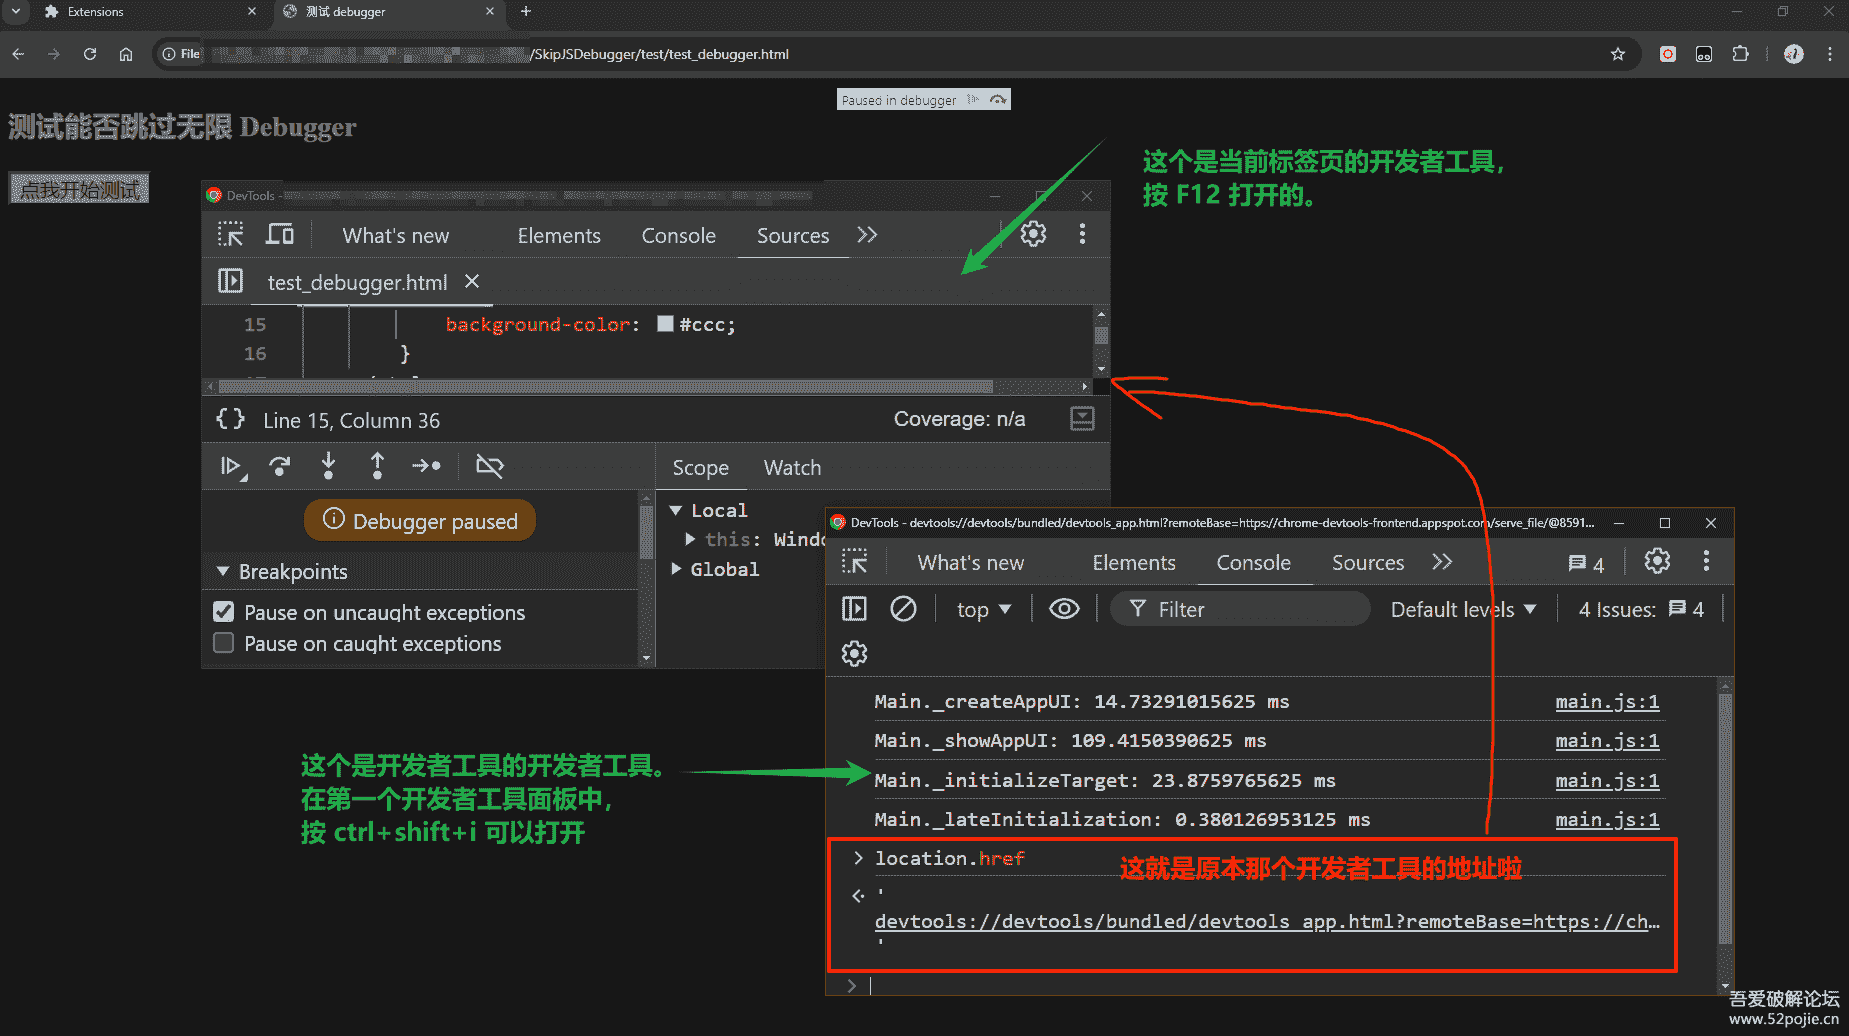 Extensions
测试 debugger
File
/SkipJSDebugger/test/test_debugger.html
Paused in debugger
测试能否跳过无限 Debugger
点我开始测试
这个是当前标签页的开发者工具，
按 F12 打开的。
DevTools -
What's new
Elements
Console
Sources
test_debugger.html
15
background-color: #ccc;
16
}
{} Line 15, Column 36
Coverage: n/a
Scope
Watch
Debugger paused
Local
this: Windo
Global
Breakpoints
Pause on uncaught exceptions
Pause on caught exceptions
DevTools - devtools://devtools/bundled/devtools_app.html?remoteBase=https://chrome-devtools-frontend.appspot.com/serve_file/@8591...
What's new
Elements
Console
Sources
4
top
Filter
Default levels
4 Issues: 4
Main._createAppUI: 14.73291015625 ms main.js:1
Main._showAppUI: 109.4150390625 ms main.js:1
Main._initializeTarget: 23.8759765625 ms main.js:1
Main._lateInitialization: 0.380126953125 ms main.js:1
这个是开发者工具的开发者工具。
在第一个开发者工具面板中，
按 ctrl+shift+i 可以打开
> location.href
这就是原本那个开发者工具的地址啦
'
devtools://devtools/bundled/devtools_app.html?remoteBase=https://ch…
'
吾爱破解论坛
www.52pojie.cn